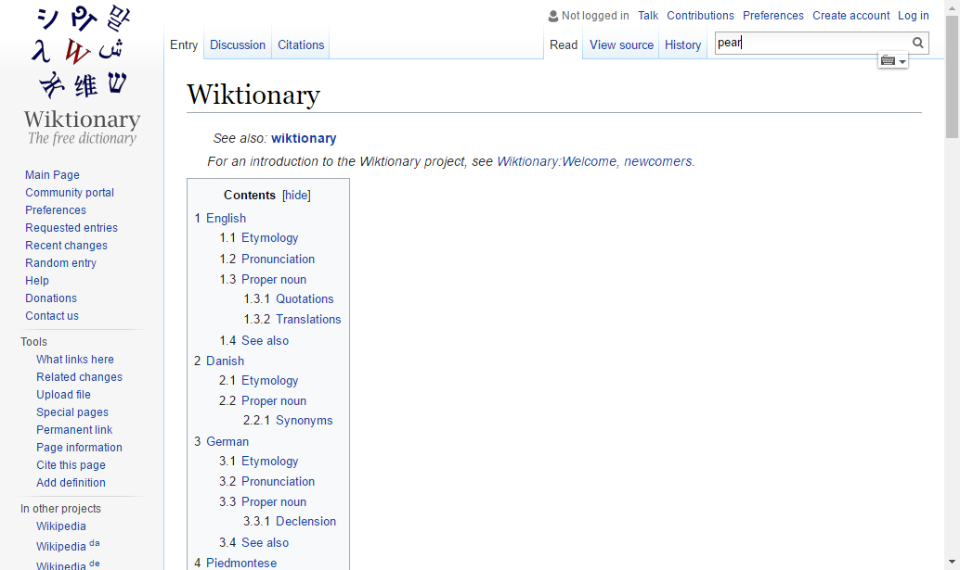 Not logged in Talk Contributions Preferences Create account Log in
Entry Discussion Citations Read View source History pear
Wiktionary
The free dictionary
Main Page
Community portal
Preferences
Requested entries
Recent changes
Random entry
Help
Donations
Contact us
Tools
What links here
Related changes
Upload file
Special pages
Permanent link
Page information
Cite this page
Add definition
In other projects
Wikipedia
Wikipedia da
Wikipedia de
Wiktionary
See also: wiktionary
For an introduction to the Wiktionary project, see Wiktionary:Welcome, newcomers.
Contents [hide]
1 English
1.1 Etymology
1.2 Pronunciation
1.3 Proper noun
1.3.1 Quotations
1.3.2 Translations
1.4 See also
2 Danish
2.1 Etymology
2.2 Proper noun
2.2.1 Synonyms
3 German
3.1 Etymology
3.2 Pronunciation
3.3 Proper noun
3.3.1 Declension
3.4 See also
4 Piedmontese